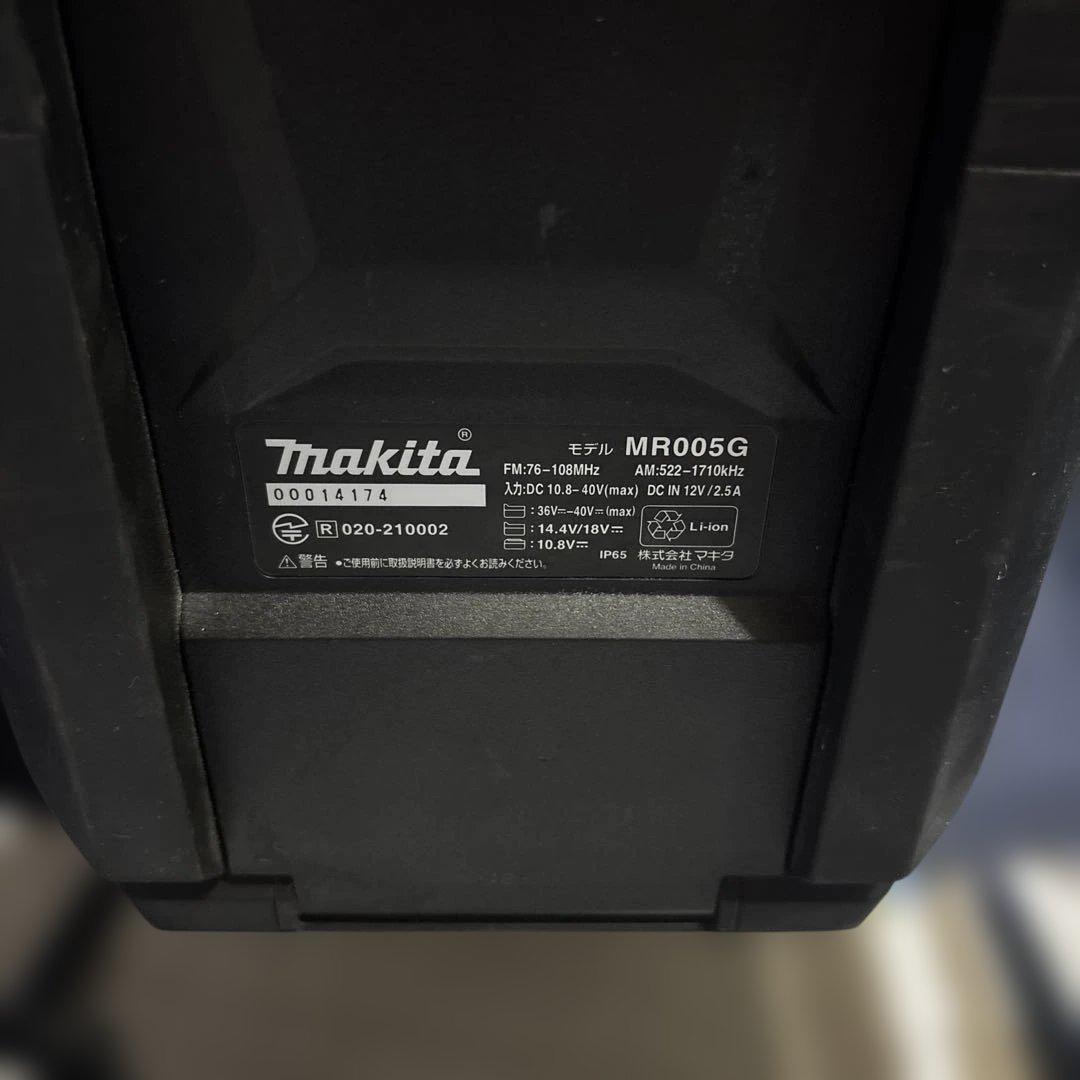 makita®
モデル MR005G
FM:76-108MHz AM:522-1710kHz
00014174
入力:DC 10.8-40V(max) DC IN 12V/2.5A
R 020-210002
:36V⎓-40V⎓(max)
:14.4V/18V⎓
:10.8V⎓
Li-ion
IP65 株式会社マキタ
Made in China
⚠警告 ●ご使用前に取扱説明書を必ずよくお読みください。